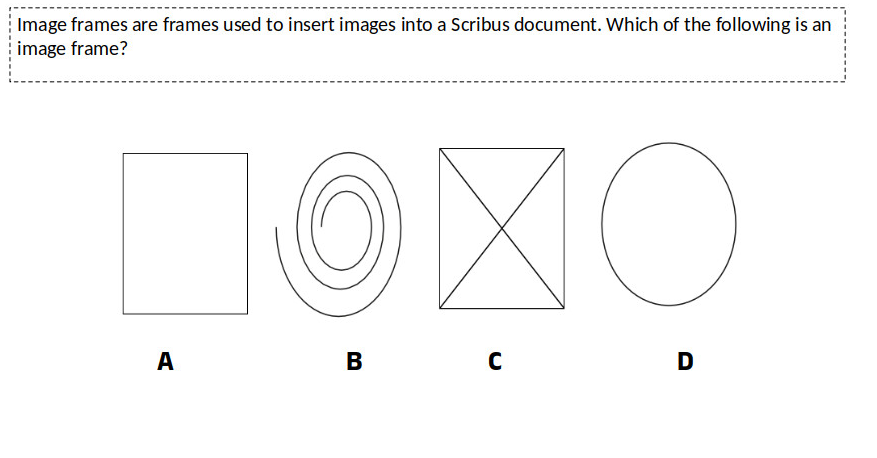 Image frames are frames used to insert images into a Scribus document. Which of the following is an
image frame?
A B C D